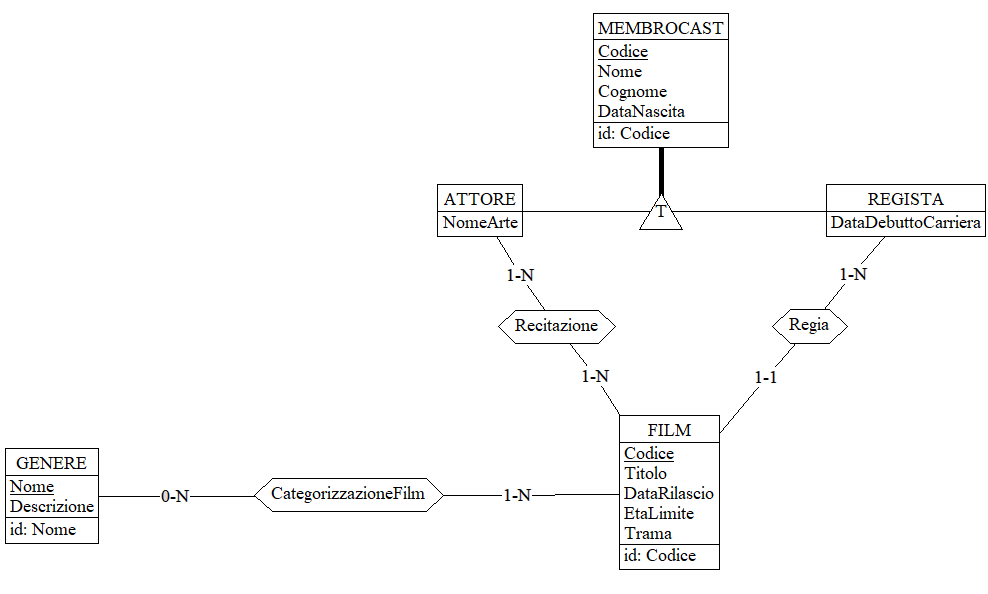 MEMBROCAST
Codice
Nome
Cognome
DataNascita
id: Codice
ATTORE
NomeArte
T
REGISTA
DataDebuttoCarriera
1-N
1-N
Recitazione
Regia
1-N
1-1
FILM
Codice
Titolo
DataRilascio
EtaLimite
Trama
id: Codice
GENERE
Nome
Descrizione
id: Nome
0-N
CategorizzazioneFilm
1-N